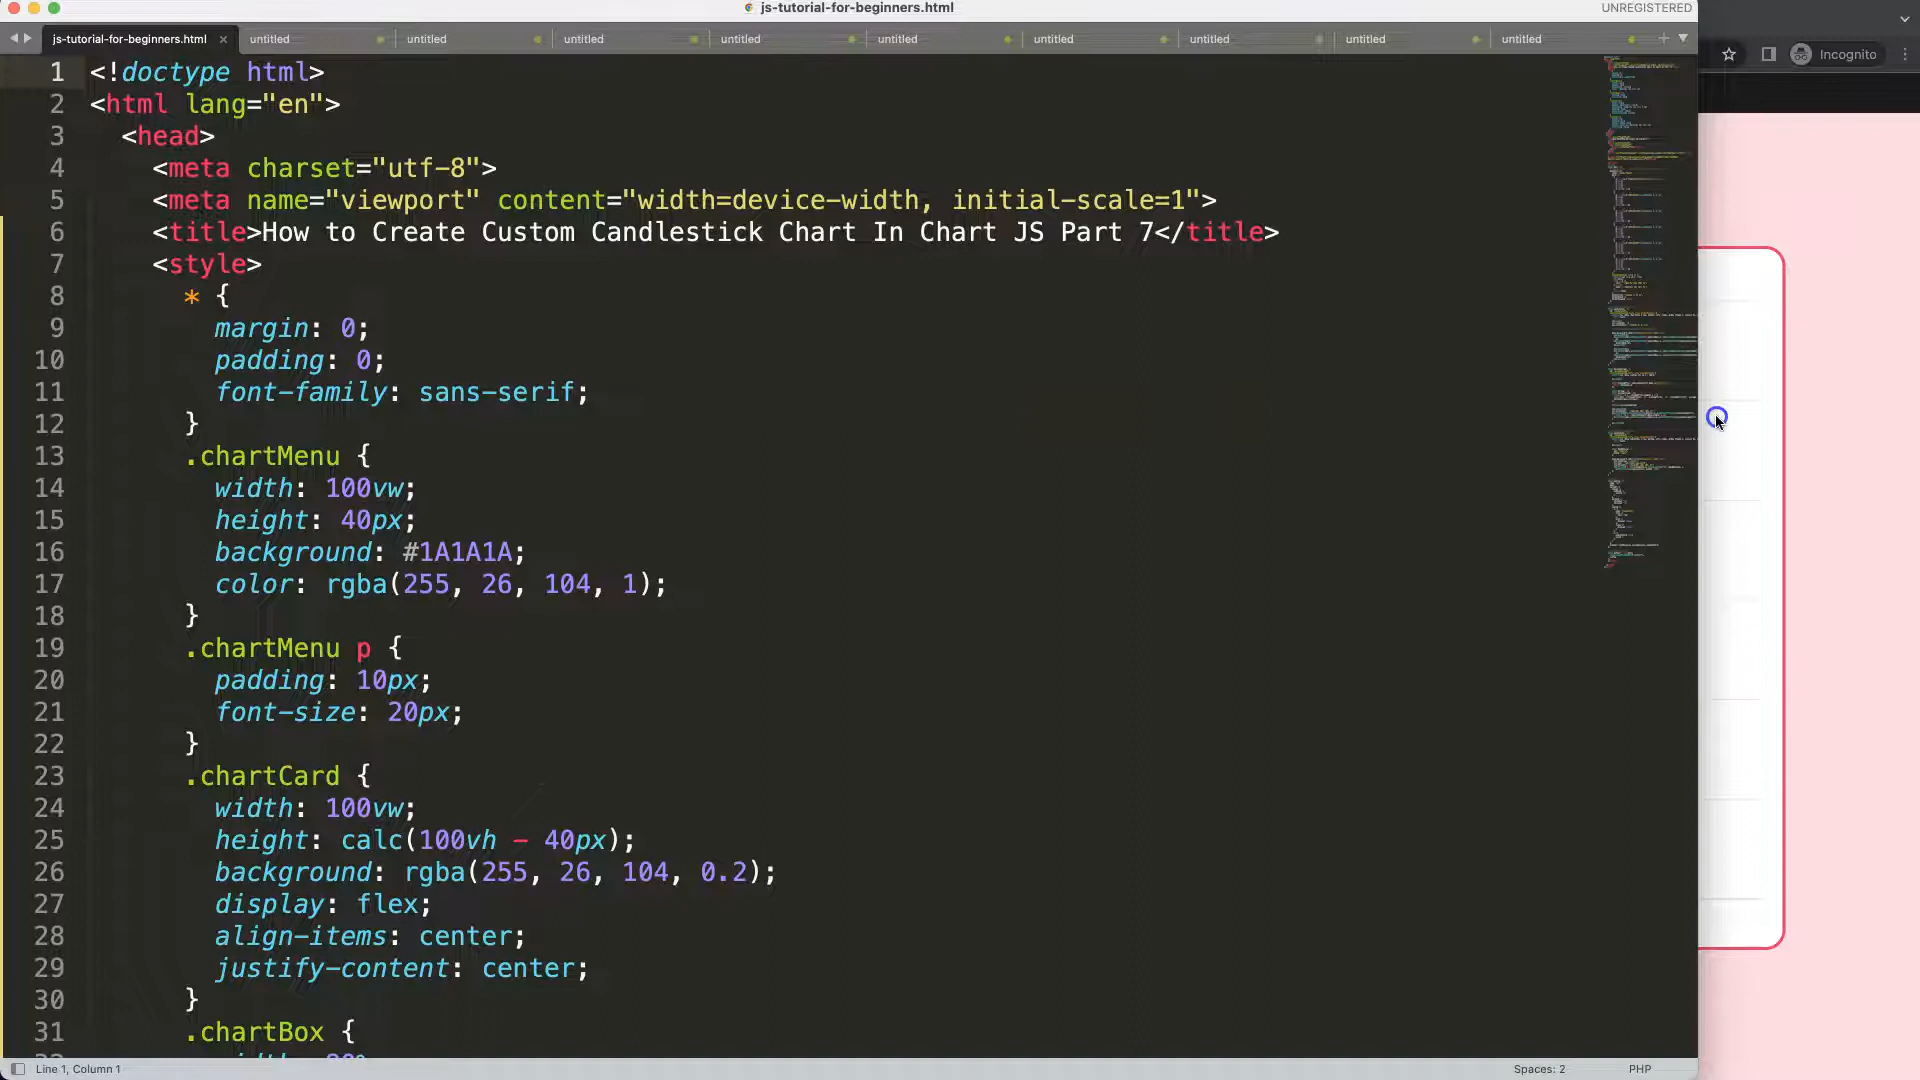 js-tutorial-for-beginners.html
UNREGISTERED
js-tutorial-for-beginners.html × untitled untitled untitled untitled untitled untitled untitled untitled untitled
Incognito
1 <!doctype html>
2 <html lang="en">
3 <head>
4 <meta charset="utf-8">
5 <meta name="viewport" content="width=device-width, initial-scale=1">
6 <title>How to Create Custom Candlestick Chart In Chart JS Part 7</title>
7 <style>
8 * {
9 margin: 0;
10 padding: 0;
11 font-family: sans-serif;
12 }
13 .chartMenu {
14 width: 100vw;
15 height: 40px;
16 background: #1A1A1A;
17 color: rgba(255, 26, 104, 1);
18 }
19 .chartMenu p {
20 padding: 10px;
21 font-size: 20px;
22 }
23 .chartCard {
24 width: 100vw;
25 height: calc(100vh - 40px);
26 background: rgba(255, 26, 104, 0.2);
27 display: flex;
28 align-items: center;
29 justify-content: center;
30 }
31 .chartBox {
Line 1, Column 1
Spaces: 2
PHP